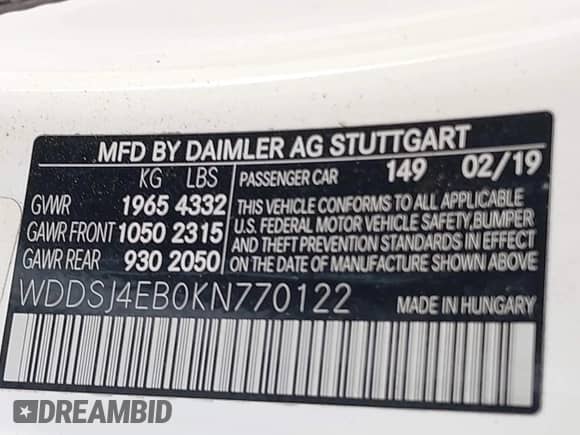 MFD BY DAIMLER AG STUTTGART
KG LBS PASSENGER CAR 149 02/19
GVWR 1965 4332 THIS VEHICLE CONFORMS TO ALL APPLICABLE
GAWR FRONT 1050 2315 U.S. FEDERAL MOTOR VEHICLE SAFETY, BUMPER
AND THEFT PREVENTION STANDARDS IN EFFECT
GAWR REAR 930 2050 ON THE DATE OF MANUFACTURE SHOWN ABOVE.
WDDSJ4EB0KN770122 MADE IN HUNGARY
DREAMBID